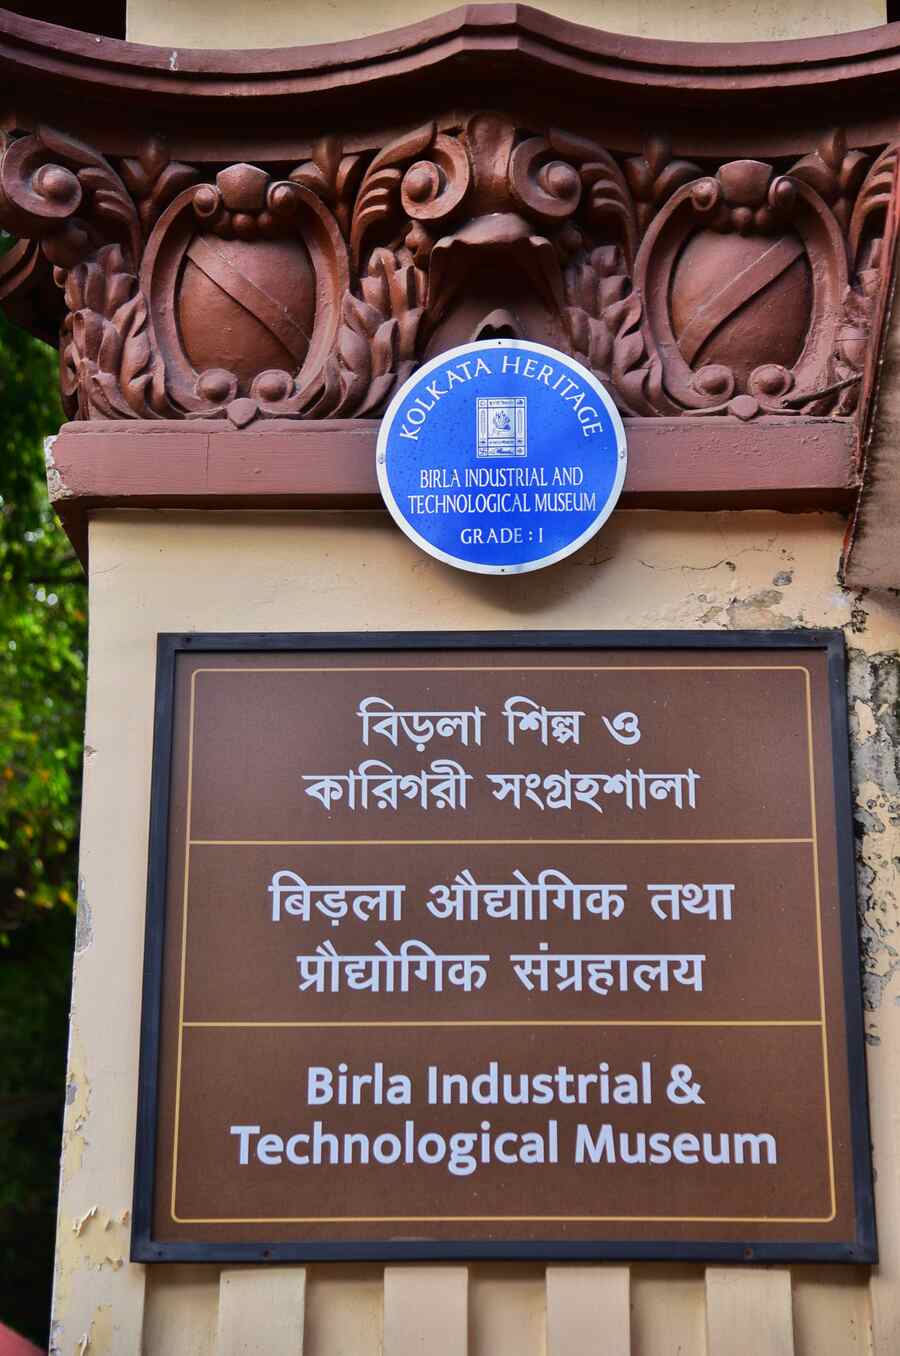 KOLKATA HERITAGE
BIRLA INDUSTRIAL AND
TECHNOLOGICAL MUSEUM
GRADE : I
বিড়লা শিল্প ও
কারিগরী সংগ্রহশালা
बिड़ला औद्योगिक तथा
प्रौद्योगिक संग्रहालय
Birla Industrial &
Technological Museum